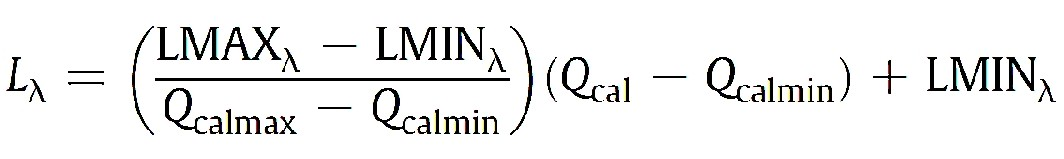 L_λ = ((LMAX_λ − LMIN_λ) / (Q_calmax − Q_calmin)) (Q_cal − Q_calmin) + LMIN_λ